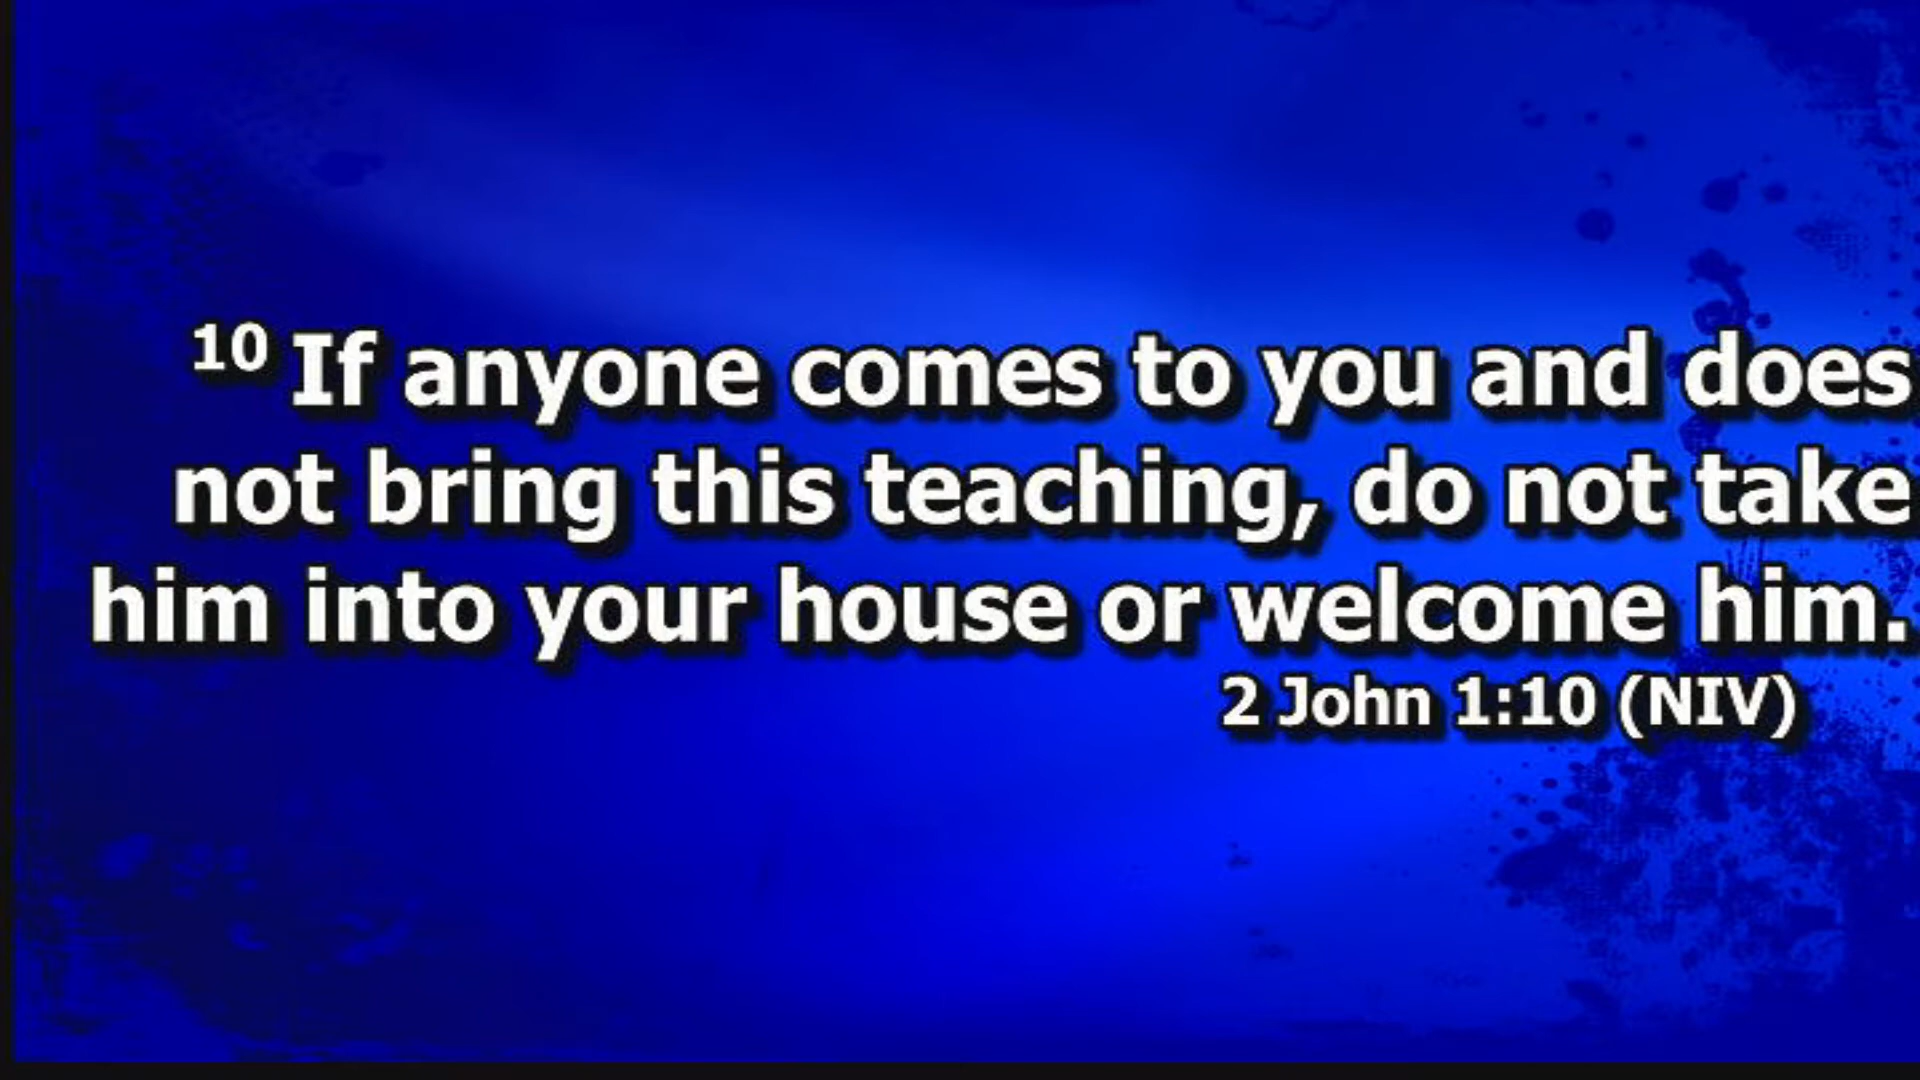 10 If anyone comes to you and does
not bring this teaching, do not take
him into your house or welcome him.
2 John 1:10 (NIV)